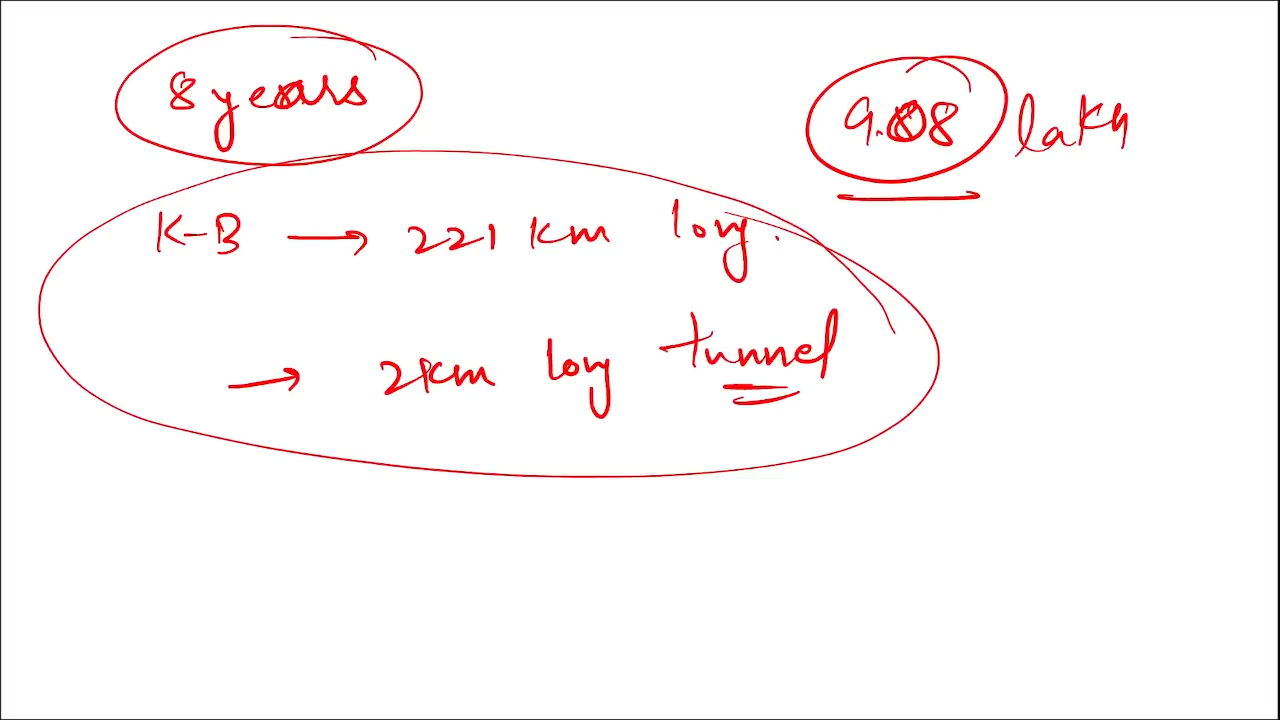 8 years
9.08 lakh
K-B → 221 km long.
→ 2km long tunnel